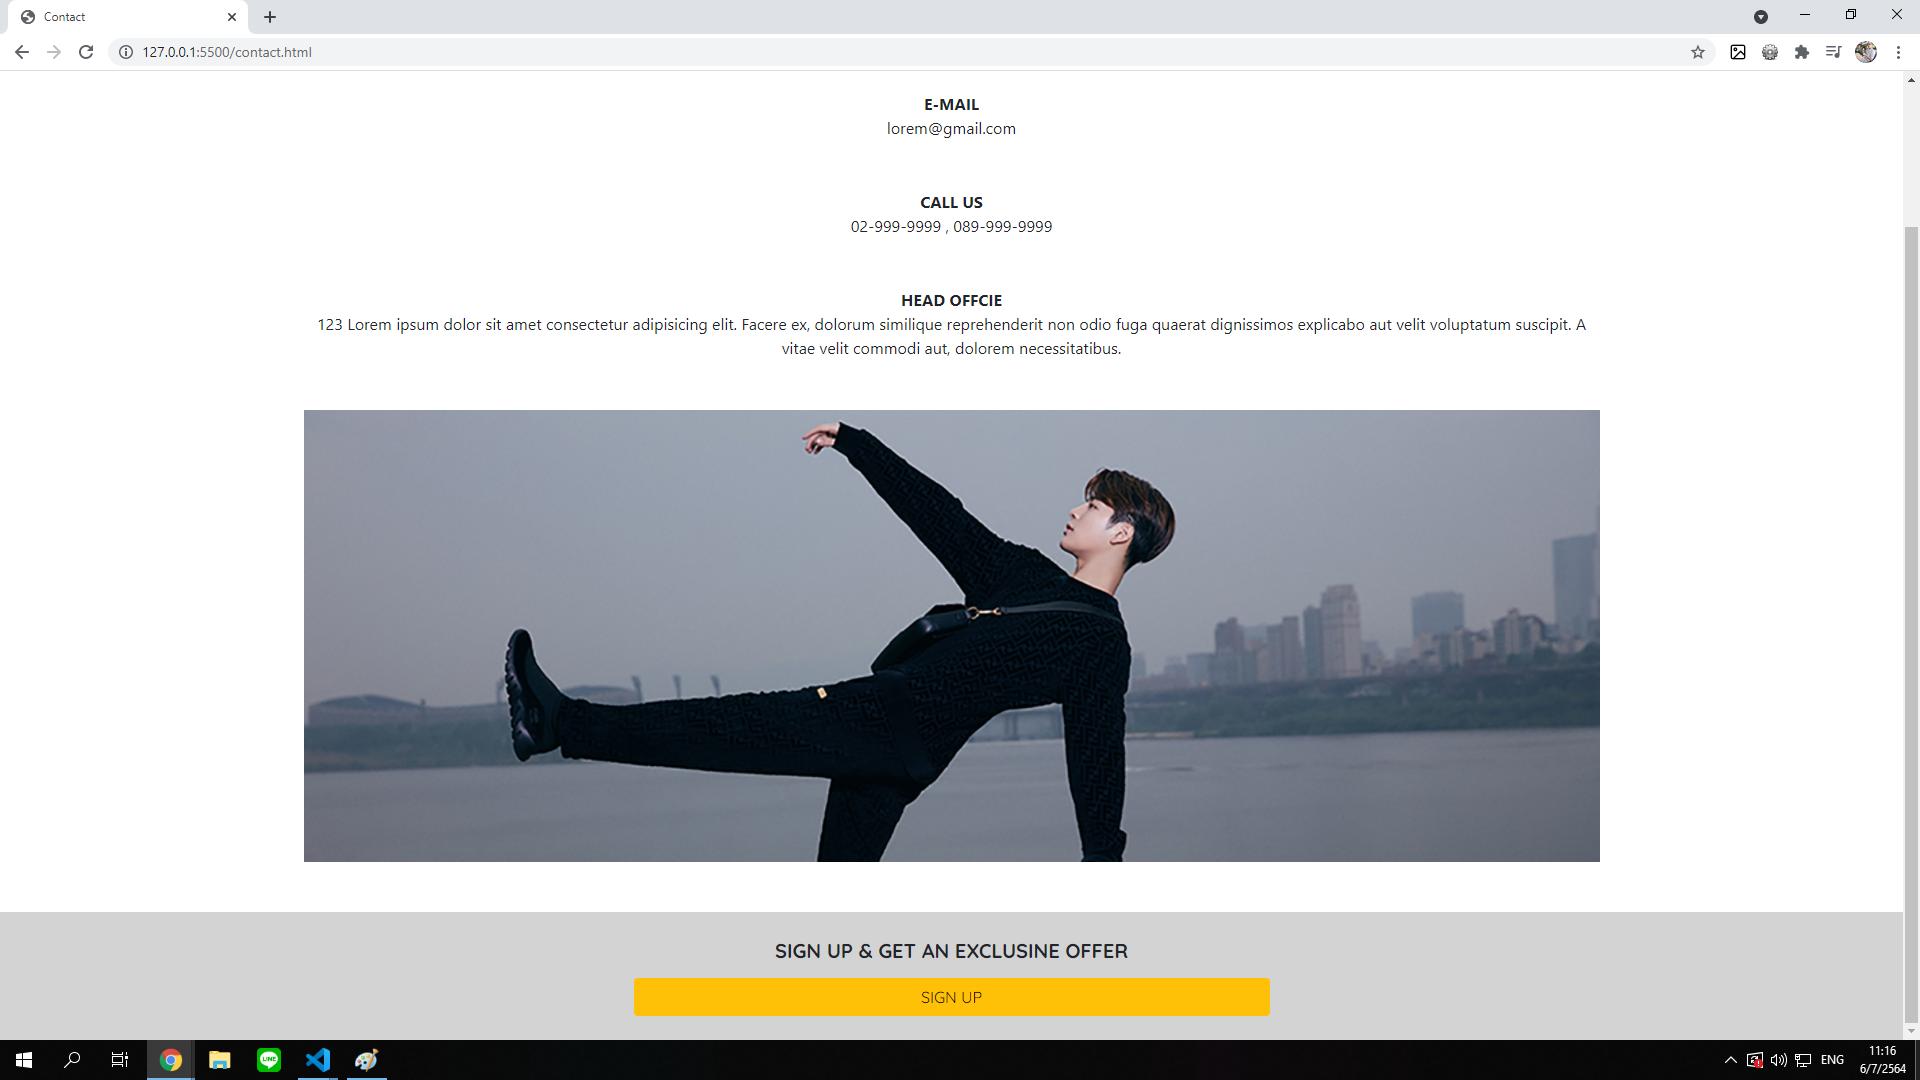 Contact
127.0.0.1:5500/contact.html
E-MAIL
lorem@gmail.com
CALL US
02-999-9999 , 089-999-9999
HEAD OFFCIE
123 Lorem ipsum dolor sit amet consectetur adipisicing elit. Facere ex, dolorum similique reprehenderit non odio fuga quaerat dignissimos explicabo aut velit voluptatum suscipit. A
vitae velit commodi aut, dolorem necessitatibus.
SIGN UP & GET AN EXCLUSINE OFFER
SIGN UP
LINE
ENG
11:16
6/7/2564